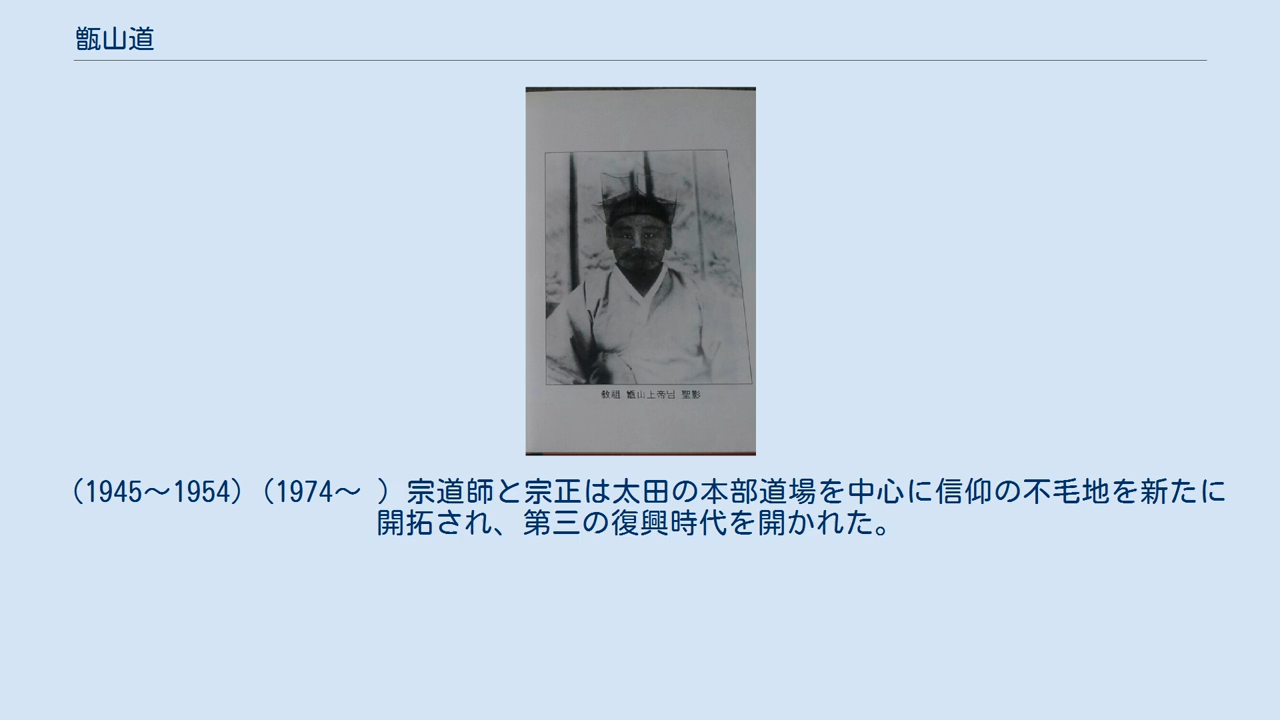 甑山道
敎祖 甑山上帝님 聖影
（1945～1954）（1974～ ）宗道師と宗正は太田の本部道場を中心に信仰の不毛地を新たに
開拓され、第三の復興時代を開かれた。